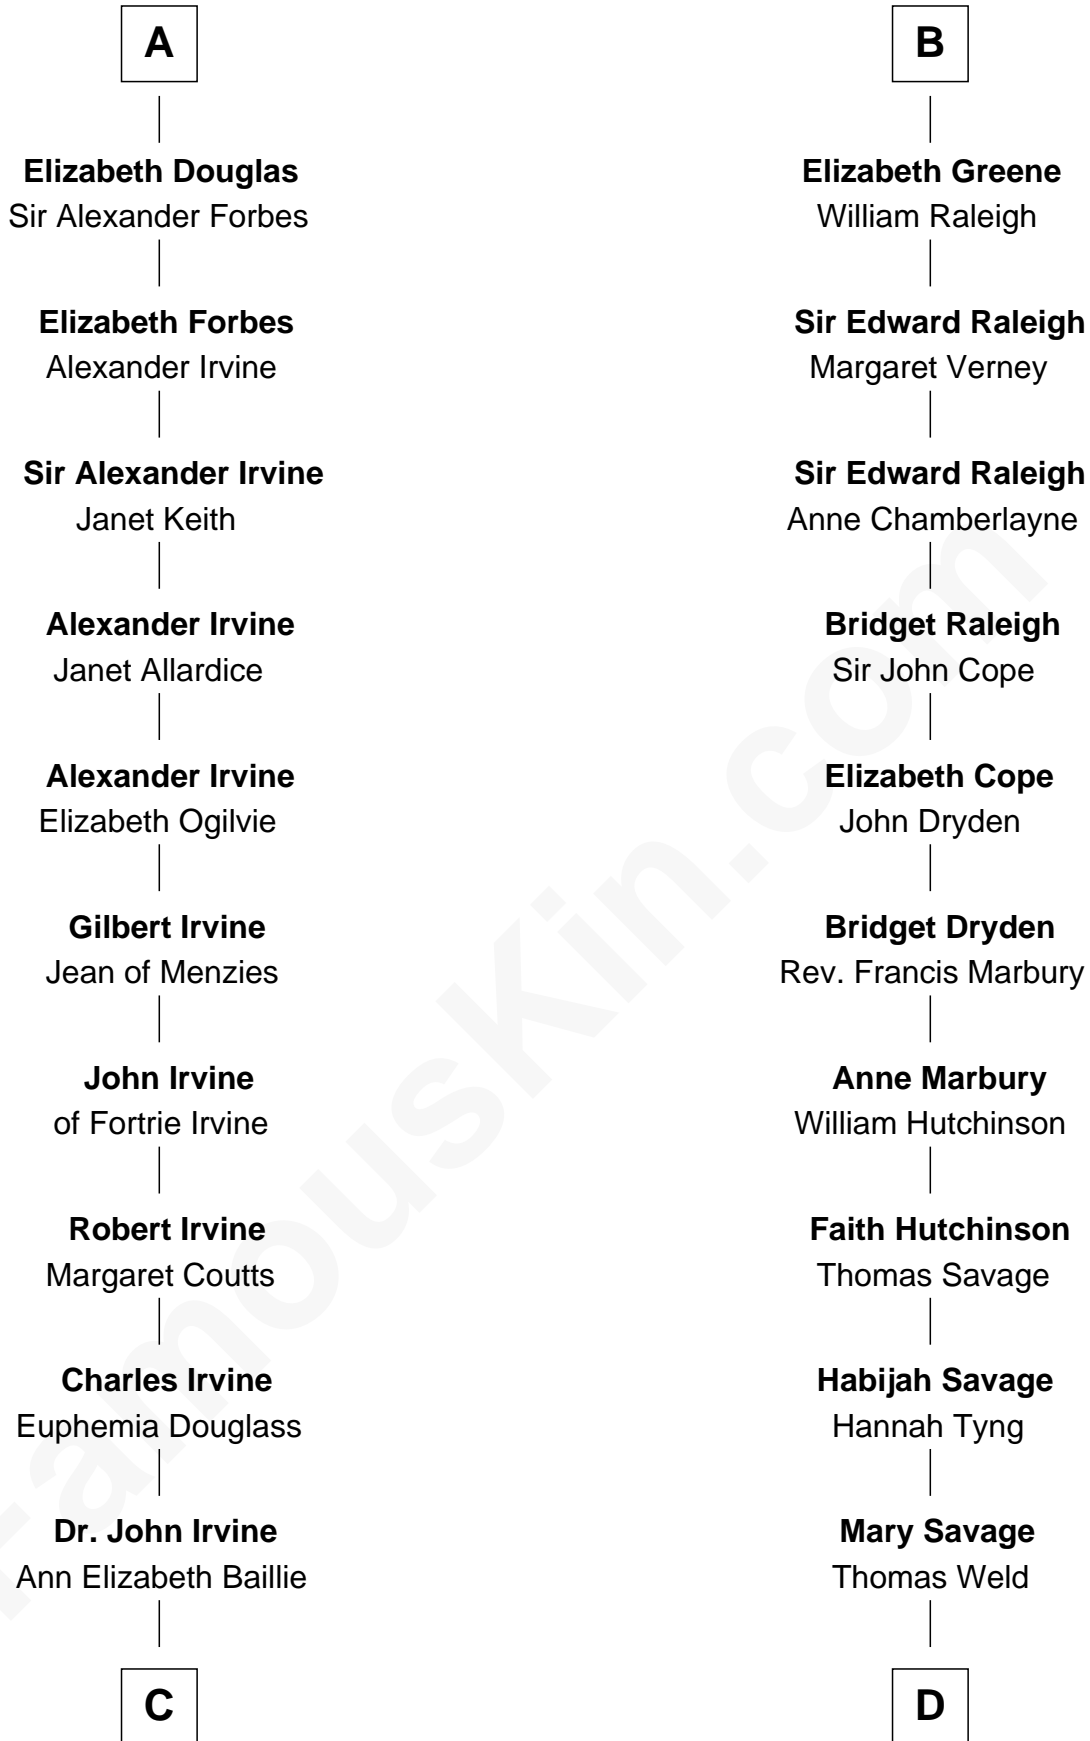 A
Elizabeth Douglas
Sir Alexander Forbes
Elizabeth Forbes
Alexander Irvine
Sir Alexander Irvine
Janet Keith
Alexander Irvine
Janet Allardice
Alexander Irvine
Elizabeth Ogilvie
Gilbert Irvine
Jean of Menzies
John Irvine
of Fortrie Irvine
Robert Irvine
Margaret Coutts
Charles Irvine
Euphemia Douglass
Dr. John Irvine
Ann Elizabeth Baillie
C
B
Elizabeth Greene
William Raleigh
Sir Edward Raleigh
Margaret Verney
Sir Edward Raleigh
Anne Chamberlayne
Bridget Raleigh
Sir John Cope
Elizabeth Cope
John Dryden
Bridget Dryden
Rev. Francis Marbury
Anne Marbury
William Hutchinson
Faith Hutchinson
Thomas Savage
Habijah Savage
Hannah Tyng
Mary Savage
Thomas Weld
D
FamousKin.com